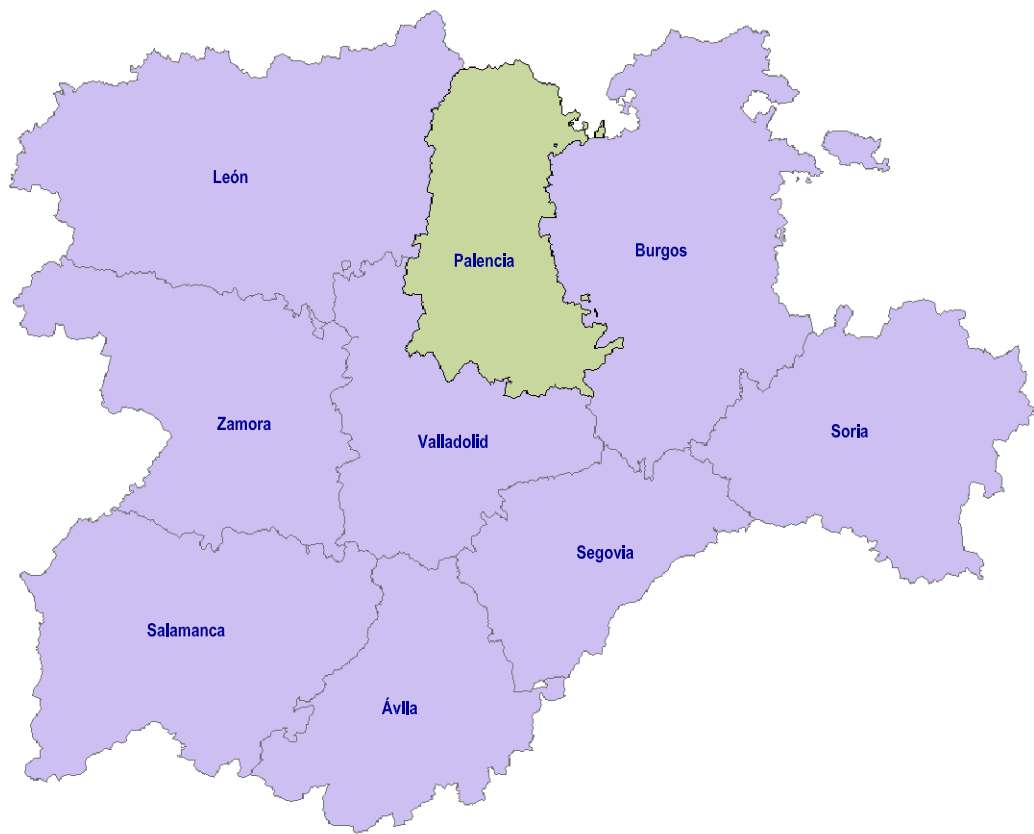 León
Palencia
Burgos
Zamora
Valladolid
Soria
Segovia
Salamanca
Ávila